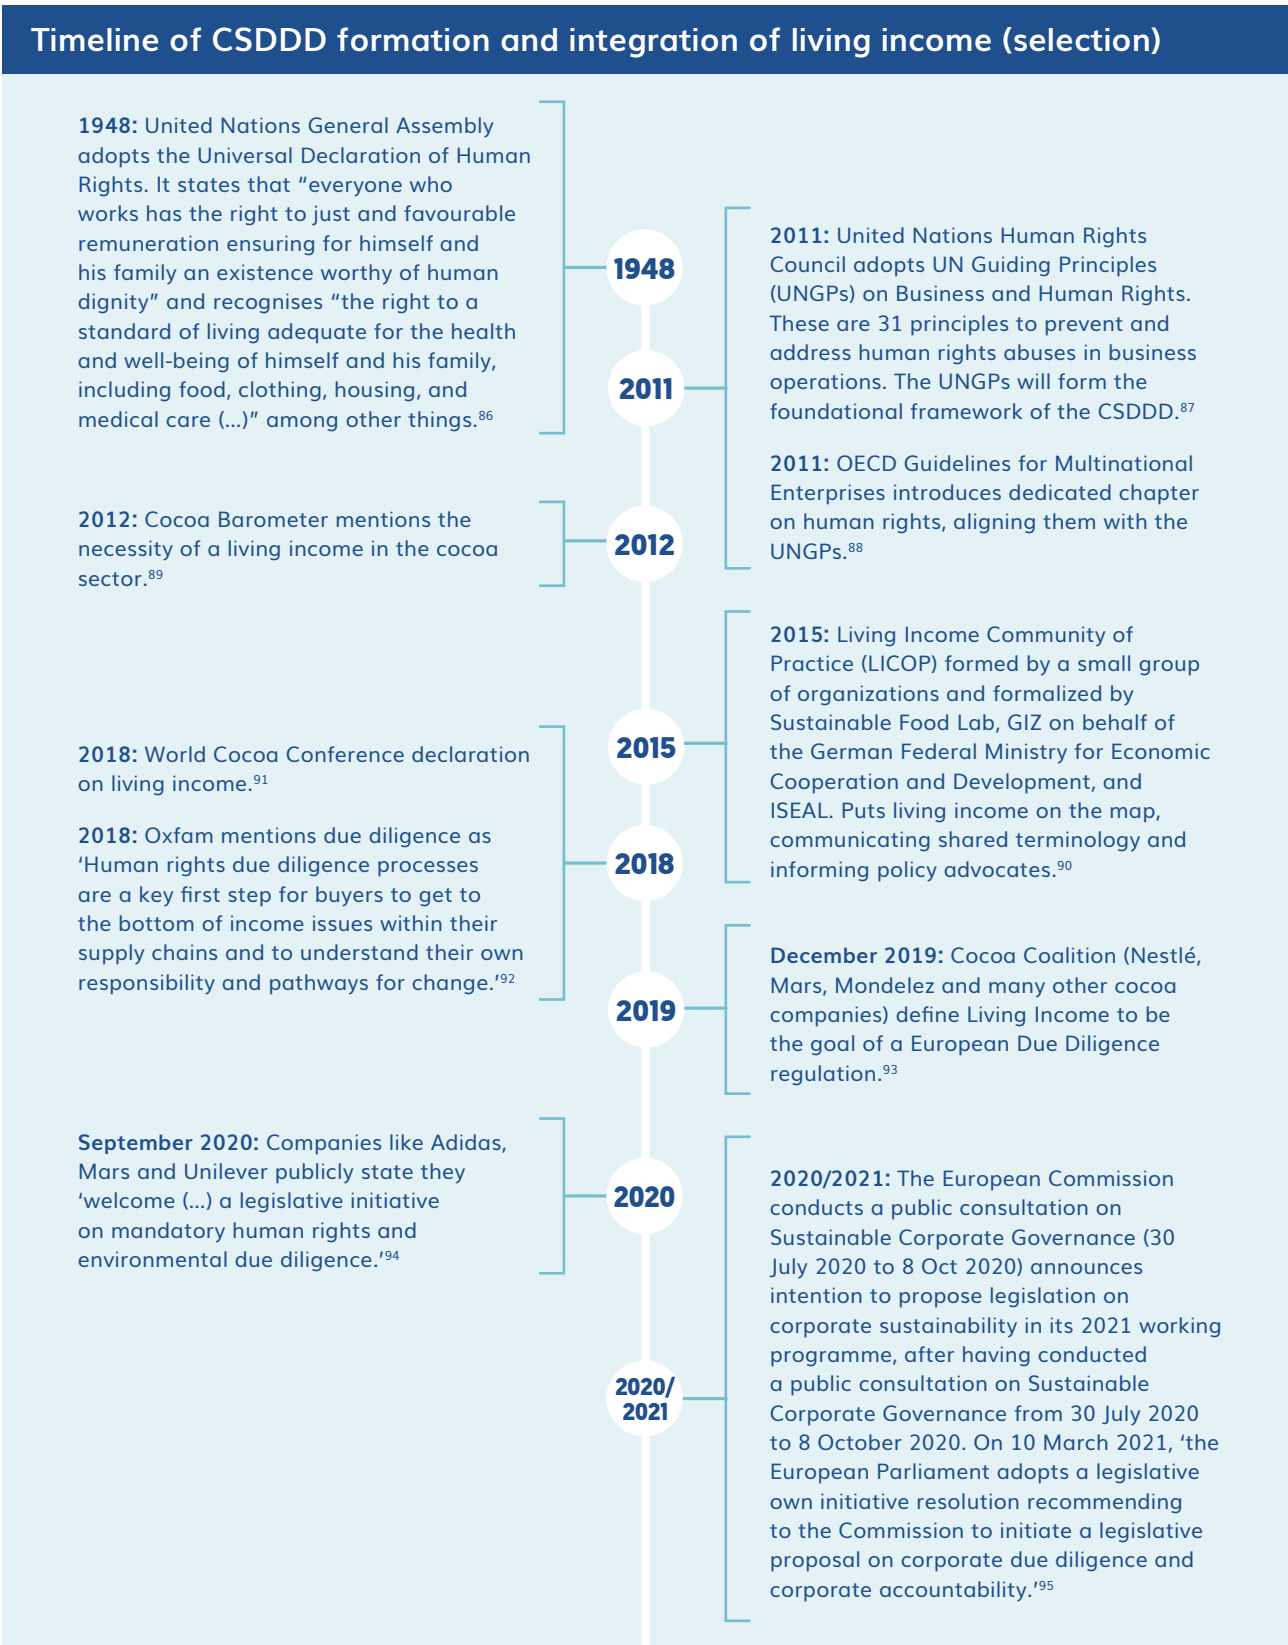 Timeline of CSDDD formation and integration of living income (selection)
1948: United Nations General Assembly
adopts the Universal Declaration of Human
Rights. It states that “everyone who
works has the right to just and favourable
remuneration ensuring for himself and
his family an existence worthy of human
dignity” and recognises “the right to a
standard of living adequate for the health
and well-being of himself and his family,
including food, clothing, housing, and
medical care (...)” among other things.86
1948
2011
2011: United Nations Human Rights
Council adopts UN Guiding Principles
(UNGPs) on Business and Human Rights.
These are 31 principles to prevent and
address human rights abuses in business
operations. The UNGPs will form the
foundational framework of the CSDDD.87
2011: OECD Guidelines for Multinational
Enterprises introduces dedicated chapter
on human rights, aligning them with the
UNGPs.88
2012: Cocoa Barometer mentions the
necessity of a living income in the cocoa
sector.89
2012
2015
2015: Living Income Community of
Practice (LICOP) formed by a small group
of organizations and formalized by
Sustainable Food Lab, GIZ on behalf of
the German Federal Ministry for Economic
Cooperation and Development, and
ISEAL. Puts living income on the map,
communicating shared terminology and
informing policy advocates.90
2018: World Cocoa Conference declaration
on living income.91
2018: Oxfam mentions due diligence as
‘Human rights due diligence processes
are a key first step for buyers to get to
the bottom of income issues within their
supply chains and to understand their own
responsibility and pathways for change.’92
2018
2019
December 2019: Cocoa Coalition (Nestlé,
Mars, Mondelez and many other cocoa
companies) define Living Income to be
the goal of a European Due Diligence
regulation.93
September 2020: Companies like Adidas,
Mars and Unilever publicly state they
‘welcome (...) a legislative initiative
on mandatory human rights and
environmental due diligence.’94
2020
2020/
2021
2020/2021: The European Commission
conducts a public consultation on
Sustainable Corporate Governance (30
July 2020 to 8 Oct 2020) announces
intention to propose legislation on
corporate sustainability in its 2021 working
programme, after having conducted
a public consultation on Sustainable
Corporate Governance from 30 July 2020
to 8 October 2020. On 10 March 2021, ‘the
European Parliament adopts a legislative
own initiative resolution recommending
to the Commission to initiate a legislative
proposal on corporate due diligence and
corporate accountability.’95